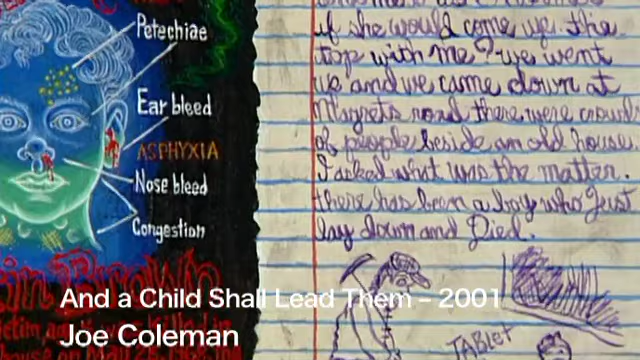 Petechiae
Ear bleed
ASPHYXIA
Nose bleed
Congestion
if she would come up the
top with me? we went
up and we came down at
Magrets road there were crowds
of people beside an old house.
I asked what was the matter.
there has been a boy who Just
lay down and Died.
TABLET
in Brown
And a Child Shall Lead Them – 2001
Joe Coleman